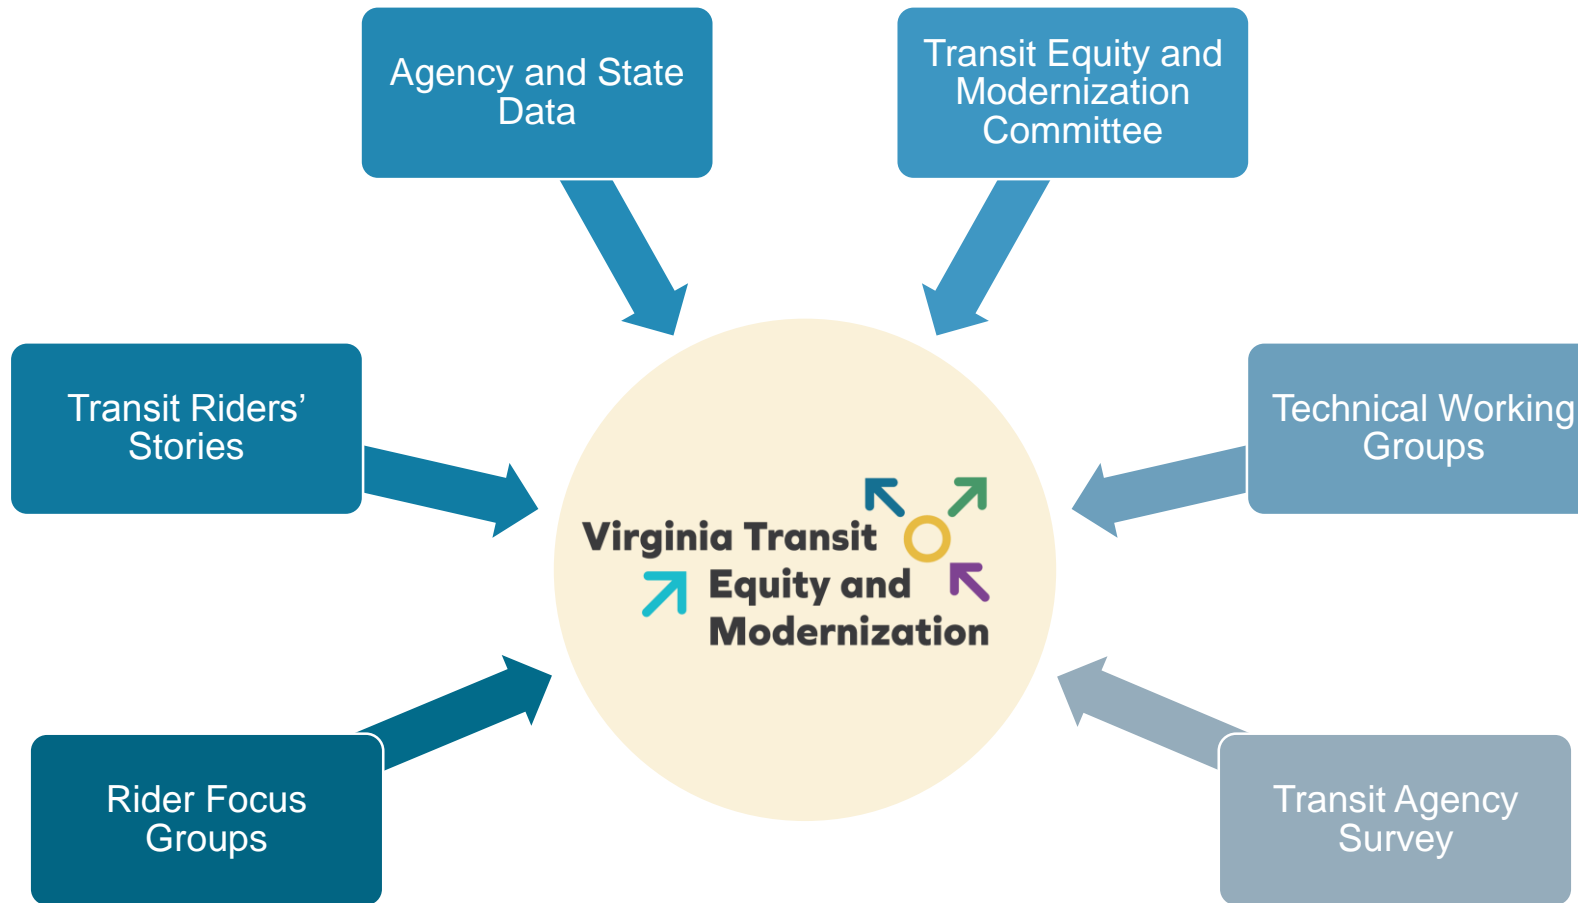 Agency and State
Data
Transit Equity and
Modernization
Committee
Transit Riders’
Stories
Technical Working
Groups
Virginia Transit
Equity and
Modernization
Rider Focus
Groups
Transit Agency
Survey